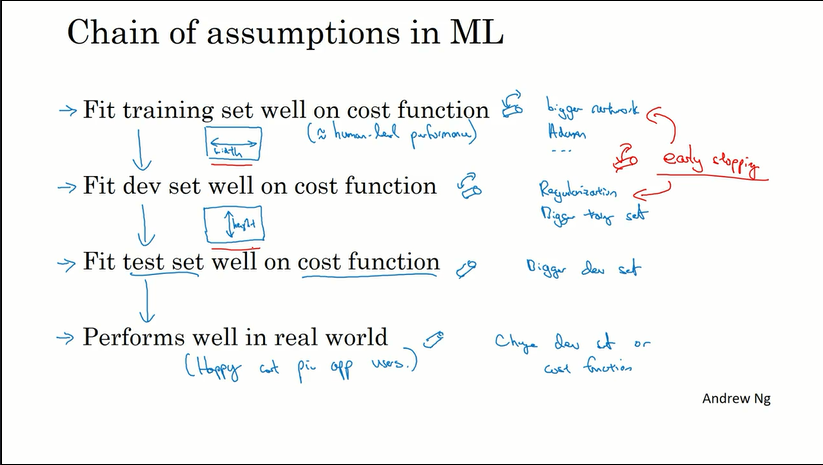 Chain of assumptions in ML
→ Fit training set well on cost function
bigger network
(≈ human-level performance)
Adam
...
width
early stopping
→ Fit dev set well on cost function
Regularization
Bigger train set
height
→ Fit test set well on cost function
Bigger dev set
→ Performs well in real world
Change dev set or
cost function
(Happy cat pic app users.)
Andrew Ng